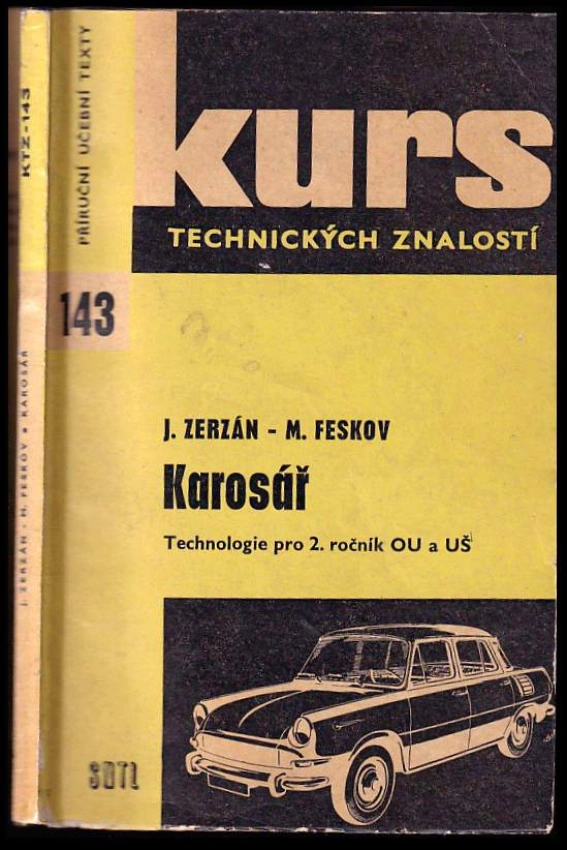 KTZ-143
J. ZERZÁN - M. FESKOV ■ KAROSÁŘ
PŘÍRUČNÍ UČEBNÍ TEXTY
143
SNTL
kurs
TECHNICKÝCH ZNALOSTÍ
J. ZERZÁN - M. FESKOV
Karosář
Technologie pro 2. ročník OU a UŠ